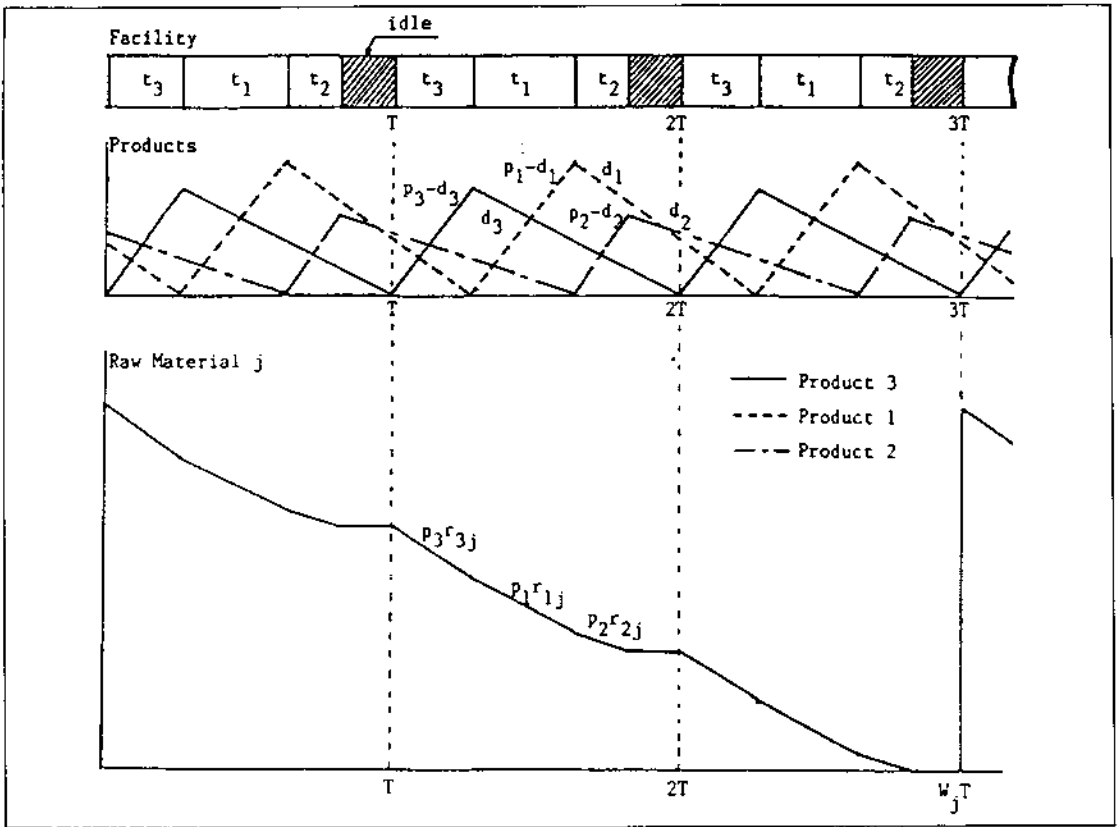 idle
Facility
t₃ t₁ t₂ t₃ t₁ t₂ t₃ t₁ t₂
T 2T 3T
Products
p₃-d₃ d₃ p₁-d₁ d₁ p₂-d₂ d₂
T 2T 3T
Raw Material j
Product 3
Product 1
Product 2
p₃r₃j
p₁r₁j
p₂r₂j
T 2T WjT